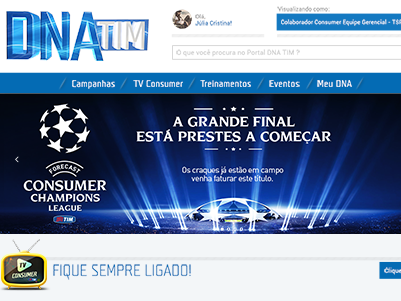 DNA TIM
Olá,
Júlia Cristina!
Visualizando como:
Colaborador Consumer Equipe Gerencial - TSP
O que você procura no Portal DNA TIM ?
Campanhas / TV Consumer / Treinamentos / Eventos / Meu DNA /
A GRANDE FINAL
ESTÁ PRESTES A COMEÇAR
Os craques já estão em campo
venha faturar este título.
FORECAST
CONSUMER
CHAMPIONS
LEAGUE
TIM
CONSUMER
FIQUE SEMPRE LIGADO!
Clique